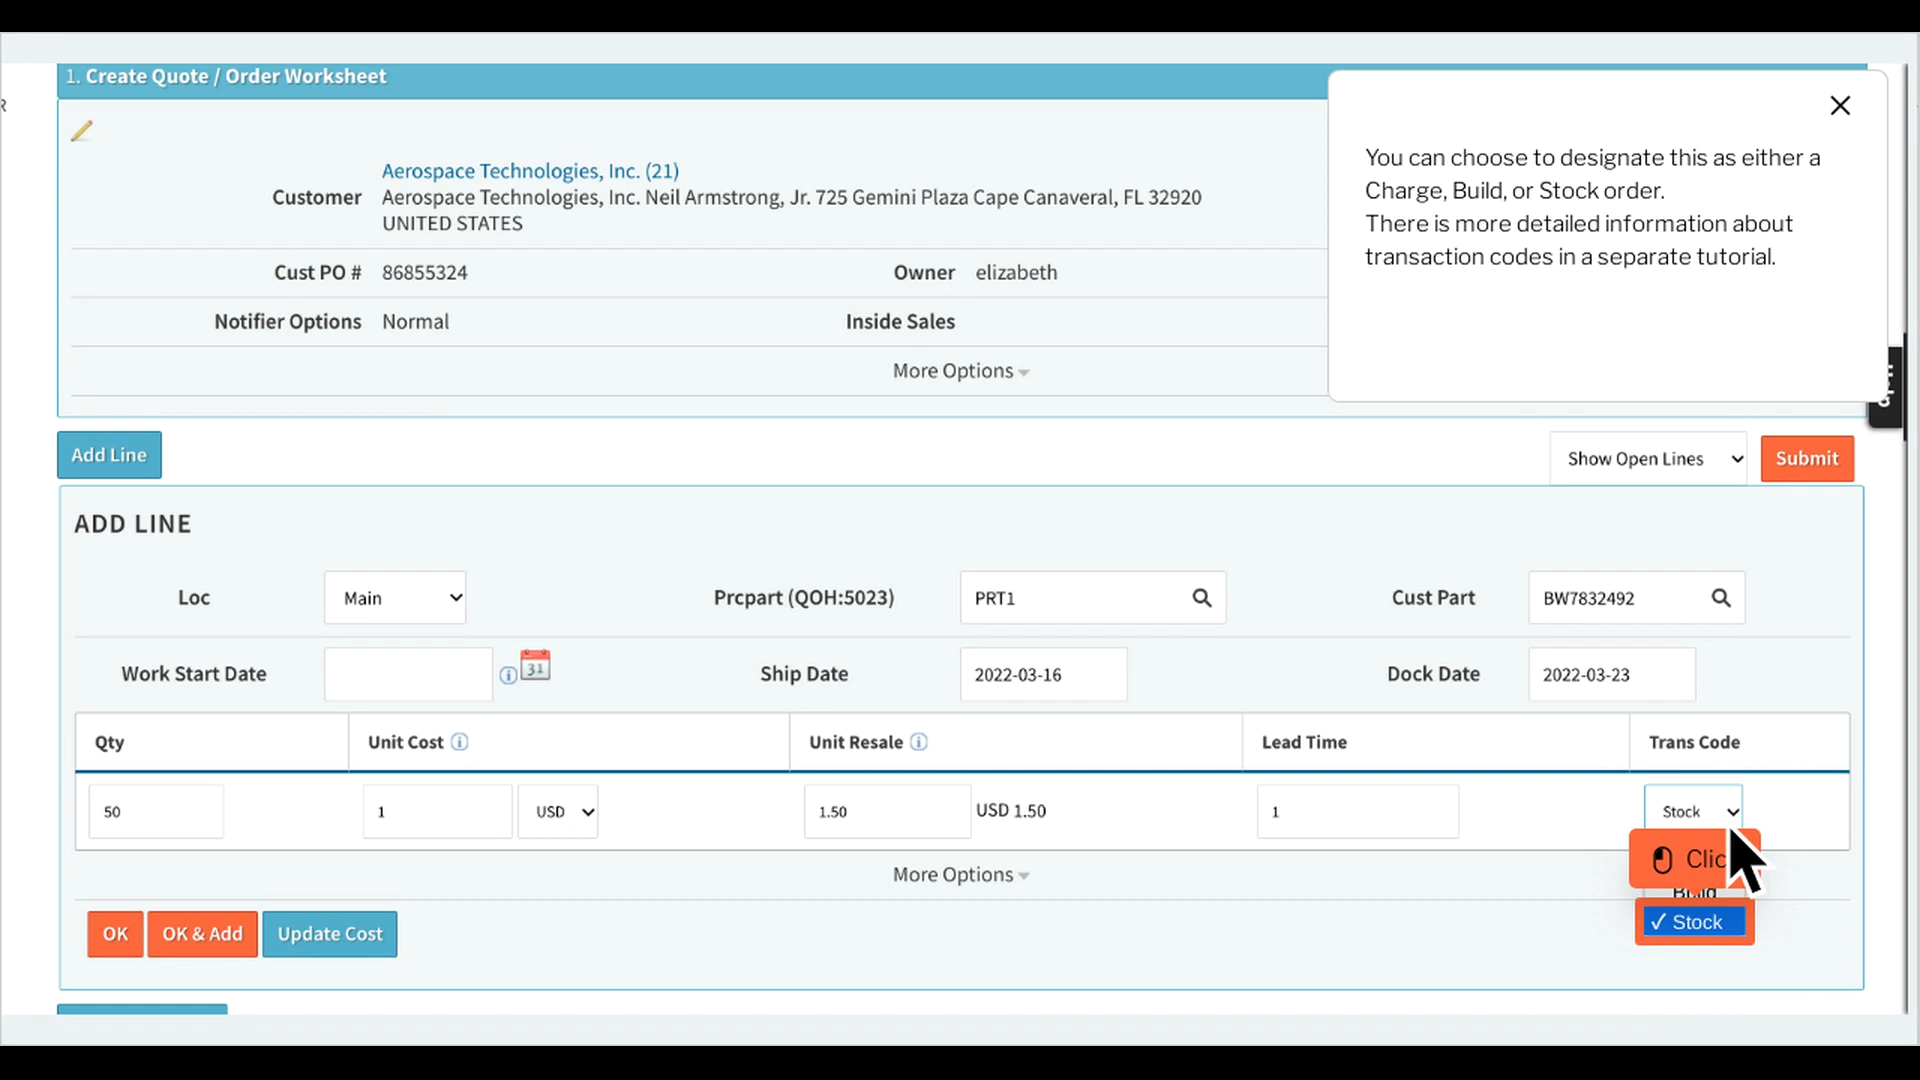 1. Create Quote / Order Worksheet
R
Aerospace Technologies, Inc. (21)
Customer Aerospace Technologies, Inc. Neil Armstrong, Jr. 725 Gemini Plaza Cape Canaveral, FL 32920
UNITED STATES
Cust PO # 86855324 Owner elizabeth
Notifier Options Normal Inside Sales
More Options
You can choose to designate this as either a
Charge, Build, or Stock order.
There is more detailed information about
transaction codes in a separate tutorial.
Add Line Show Open Lines Submit
ADD LINE
Loc Main Prcpart (QOH:5023) PRT1 Cust Part BW7832492
Work Start Date 31 Ship Date 2022-03-16 Dock Date 2022-03-23
Qty Unit Cost Unit Resale Lead Time Trans Code
50 1 USD 1.50 USD 1.50 1 Stock
Clic
Build
More Options
✓ Stock
OK OK & Add Update Cost